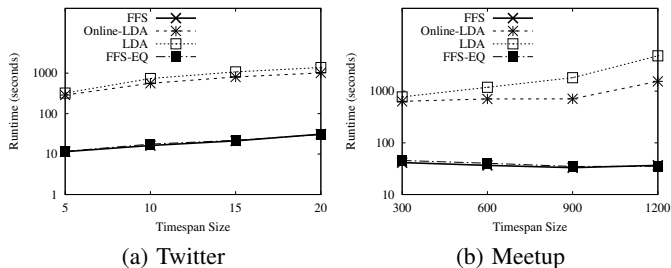 FFS
Online-LDA
LDA
FFS-EQ
1000
100
10
1
Runtime (seconds)
5
10
15
20
Timespan Size
(a) Twitter
FFS
Online-LDA
LDA
FFS-EQ
1000
100
10
Runtime (seconds)
300
600
900
1200
Timespan Size
(b) Meetup